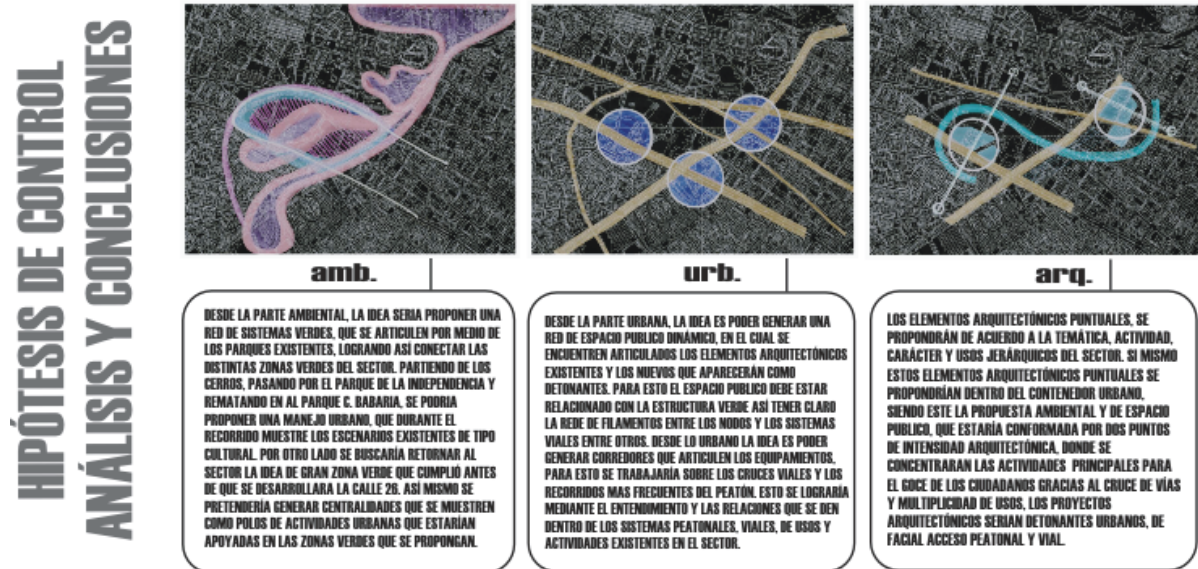 HIPÓTESIS DE CONTROL
ANÁLISIS Y CONCLUSIONES
amb.
DESDE LA PARTE AMBIENTAL, LA IDEA SERIA PROPONER UNA
RED DE SISTEMAS VERDES, QUE SE ARTICULEN POR MEDIO DE
LOS PARQUES EXISTENTES, LOGRANDO ASÍ CONECTAR LAS
DISTINTAS ZONAS VERDES DEL SECTOR. PARTIENDO DE LOS
CERROS, PASANDO POR EL PARQUE DE LA INDEPENDENCIA Y
REMATANDO EN AL PARQUE C. BABARIA, SE PODRIA
PROPONER UNA MANEJO URBANO, QUE DURANTE EL
RECORRIDO MUESTRE LOS ESCENARIOS EXISTENTES DE TIPO
CULTURAL. POR OTRO LADO SE BUSCARÍA RETORNAR AL
SECTOR LA IDEA DE GRAN ZONA VERDE QUE CUMPLIÓ ANTES
DE QUE SE DESARROLLARA LA CALLE 26. ASÍ MISMO SE
PRETENDERÍA GENERAR CENTRALIDADES QUE SE MUESTREN
COMO POLOS DE ACTIVIDADES URBANAS QUE ESTARÍAN
APOYADAS EN LAS ZONAS VERDES QUE SE PROPONGAN.
urb.
DESDE LA PARTE URBANA, LA IDEA ES PODER GENERAR UNA
RED DE ESPACIO PUBLICO DINÁMICO, EN EL CUAL SE
ENCUENTREN ARTICULADOS LOS ELEMENTOS ARQUITECTÓNICOS
EXISTENTES Y LOS NUEVOS QUE APARECERÁN COMO
DETONANTES. PARA ESTO EL ESPACIO PUBLICO DEBE ESTAR
RELACIONADO CON LA ESTRUCTURA VERDE ASÍ TENER CLARO
LA REDE DE FILAMENTOS ENTRE LOS NODOS Y LOS SISTEMAS
VIALES ENTRE OTROS. DESDE LO URBANO LA IDEA ES PODER
GENERAR CORREDORES QUE ARTICULEN LOS EQUIPAMENTOS,
PARA ESTO SE TRABAJARÍA SOBRE LOS CRUCES VIALES Y LOS
RECORRIDOS MAS FRECUENTES DEL PEATÓN. ESTO SE LOGRARÍA
MEDIANTE EL ENTENDIMIENTO Y LAS RELACIONES QUE SE DEN
DENTRO DE LOS SISTEMAS PEATONALES, VIALES, DE USOS Y
ACTIVIDADES EXISTENTES EN EL SECTOR.
arq.
LOS ELEMENTOS ARQUITECTÓNICOS PUNTUALES, SE
PROPONDRÁN DE ACUERDO A LA TEMÁTICA, ACTIVIDAD,
CARÁCTER Y USOS JERÁRQUICOS DEL SECTOR. SI MISMO
ESTOS ELEMENTOS ARQUITECTÓNICOS PUNTUALES SE
PROPONDRÍAN DENTRO DEL CONTENEDOR URBANO,
SIENDO ESTE LA PROPUESTA AMBIENTAL Y DE ESPACIO
PUBLICO, QUE ESTARÍA CONFORMADA POR DOS PUNTOS
DE INTENSIDAD ARQUITECTÓNICA, DONDE SE
CONCENTRARAN LAS ACTIVIDADES PRINCIPALES PARA
EL GOCE DE LOS CIUDADANOS GRACIAS AL CRUCE DE VÍAS
Y MULTIPLICIDAD DE USOS, LOS PROYECTOS
ARQUITECTÓNICOS SERIAN DETONANTES URBANOS, DE
FACIAL ACCESO PEATONAL Y VIAL.